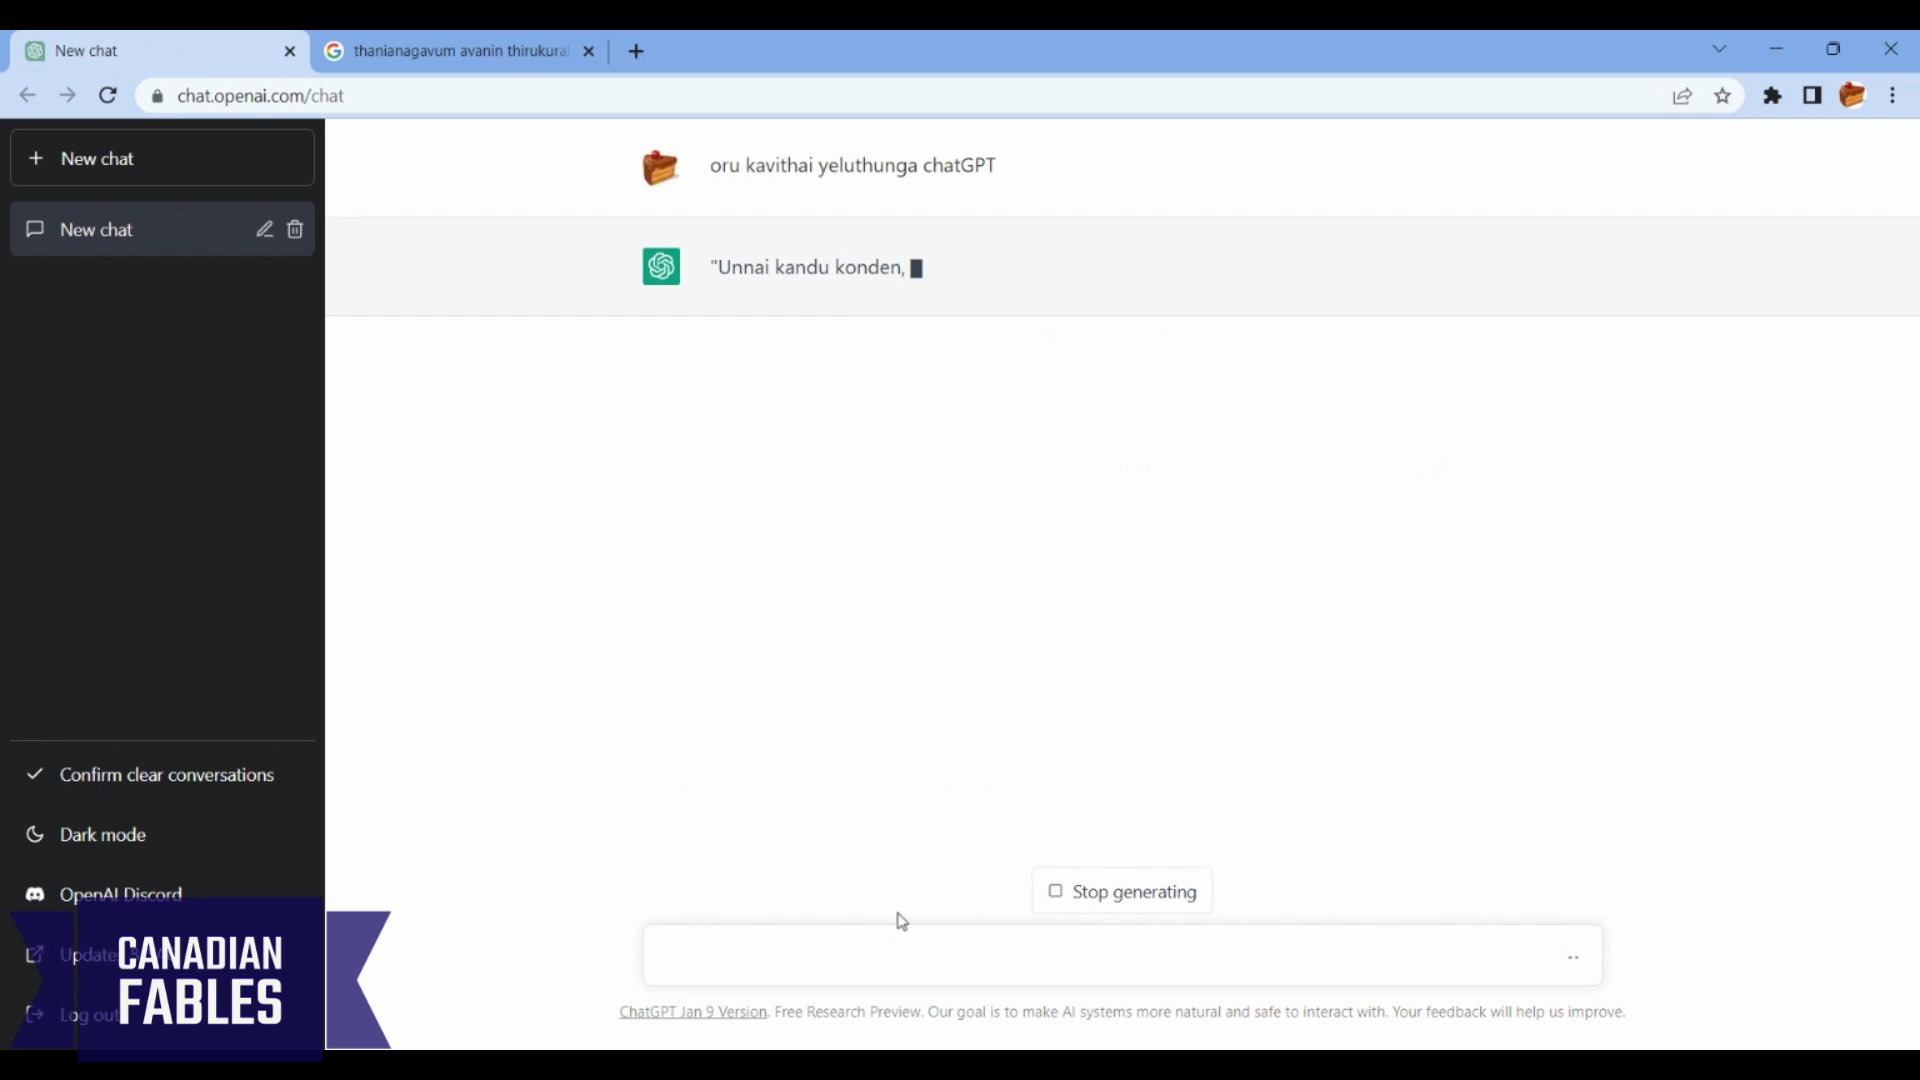 New chat
thanianagavum avanin thirukural
chat.openai.com/chat
New chat
New chat
oru kavithai yeluthunga chatGPT
"Unnai kandu konden,
Confirm clear conversations
Dark mode
OpenAI Discord
Log out
CANADIAN
FABLES
Stop generating
ChatGPT Jan 9 Version. Free Research Preview. Our goal is to make AI systems more natural and safe to interact with. Your feedback will help us improve.